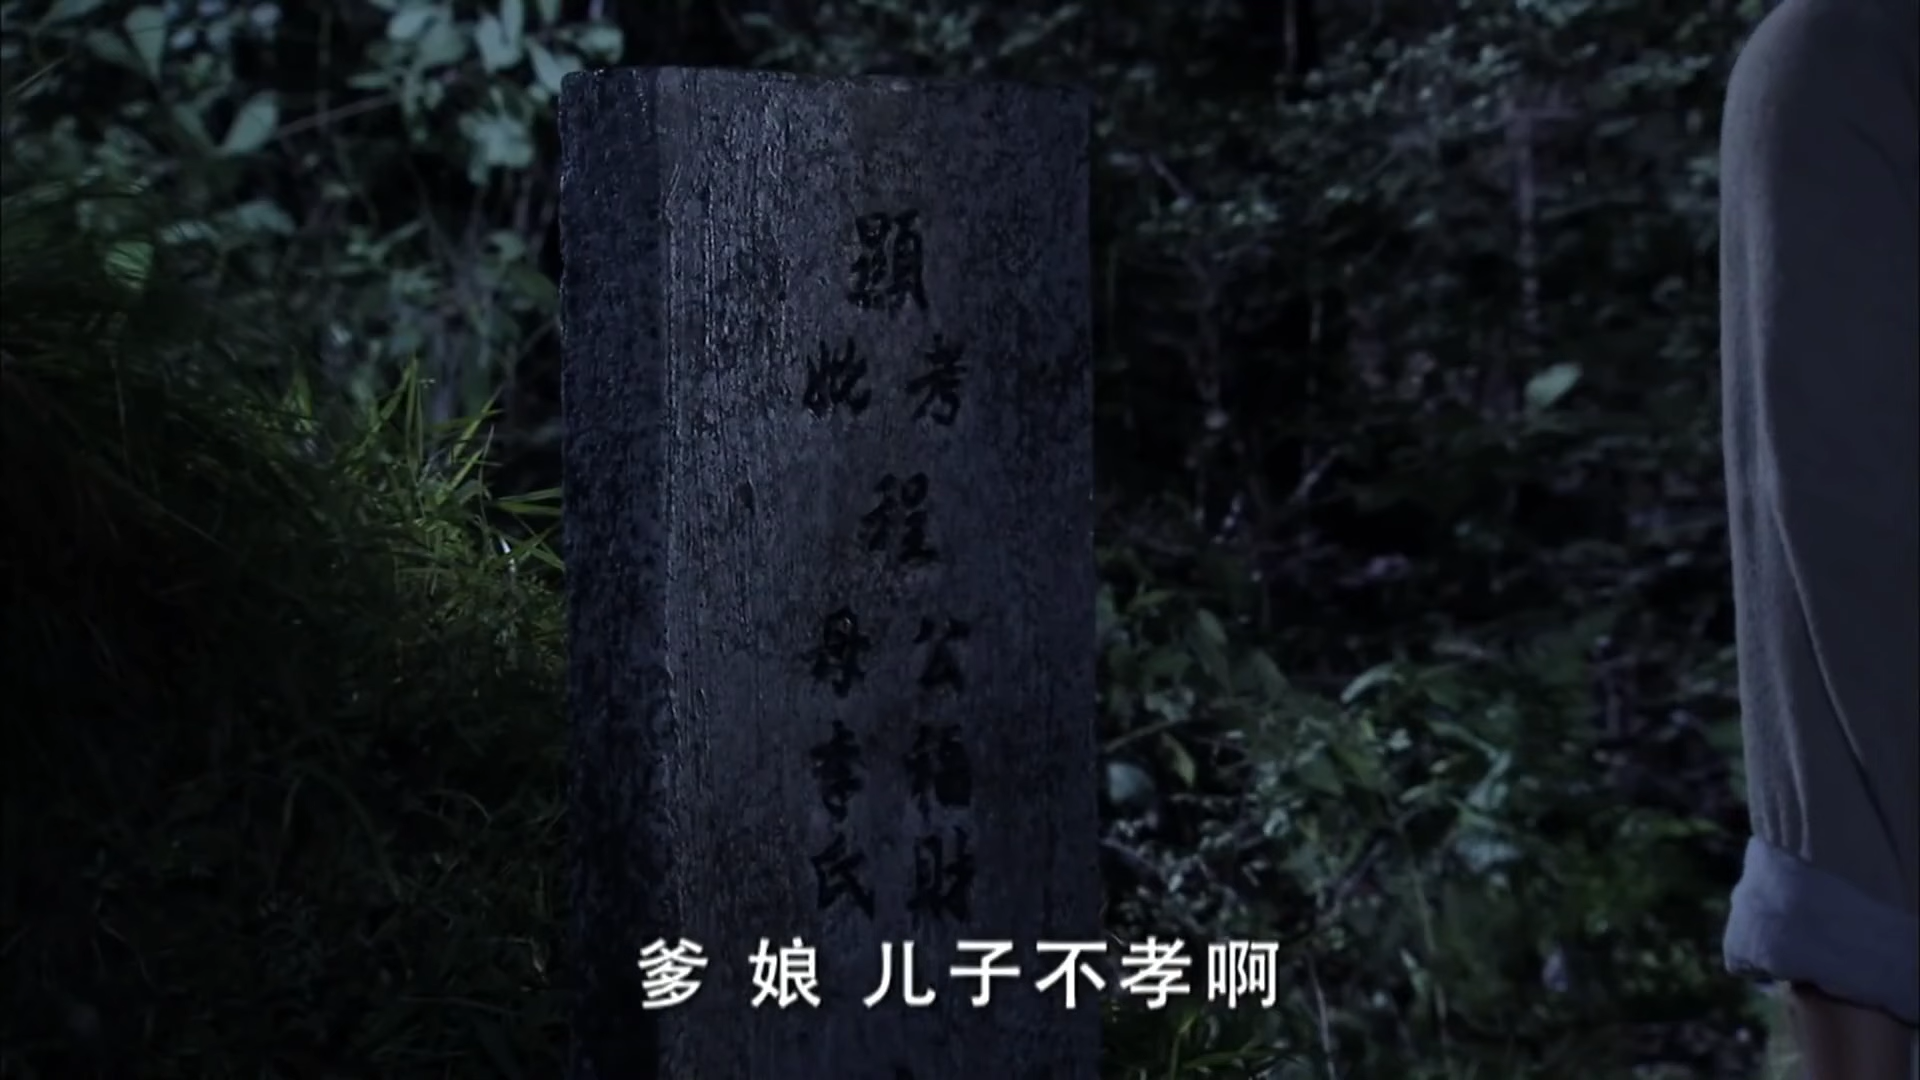 顯
考 妣
程
公 母
福 李
財 氏
爹 娘 儿子不孝啊